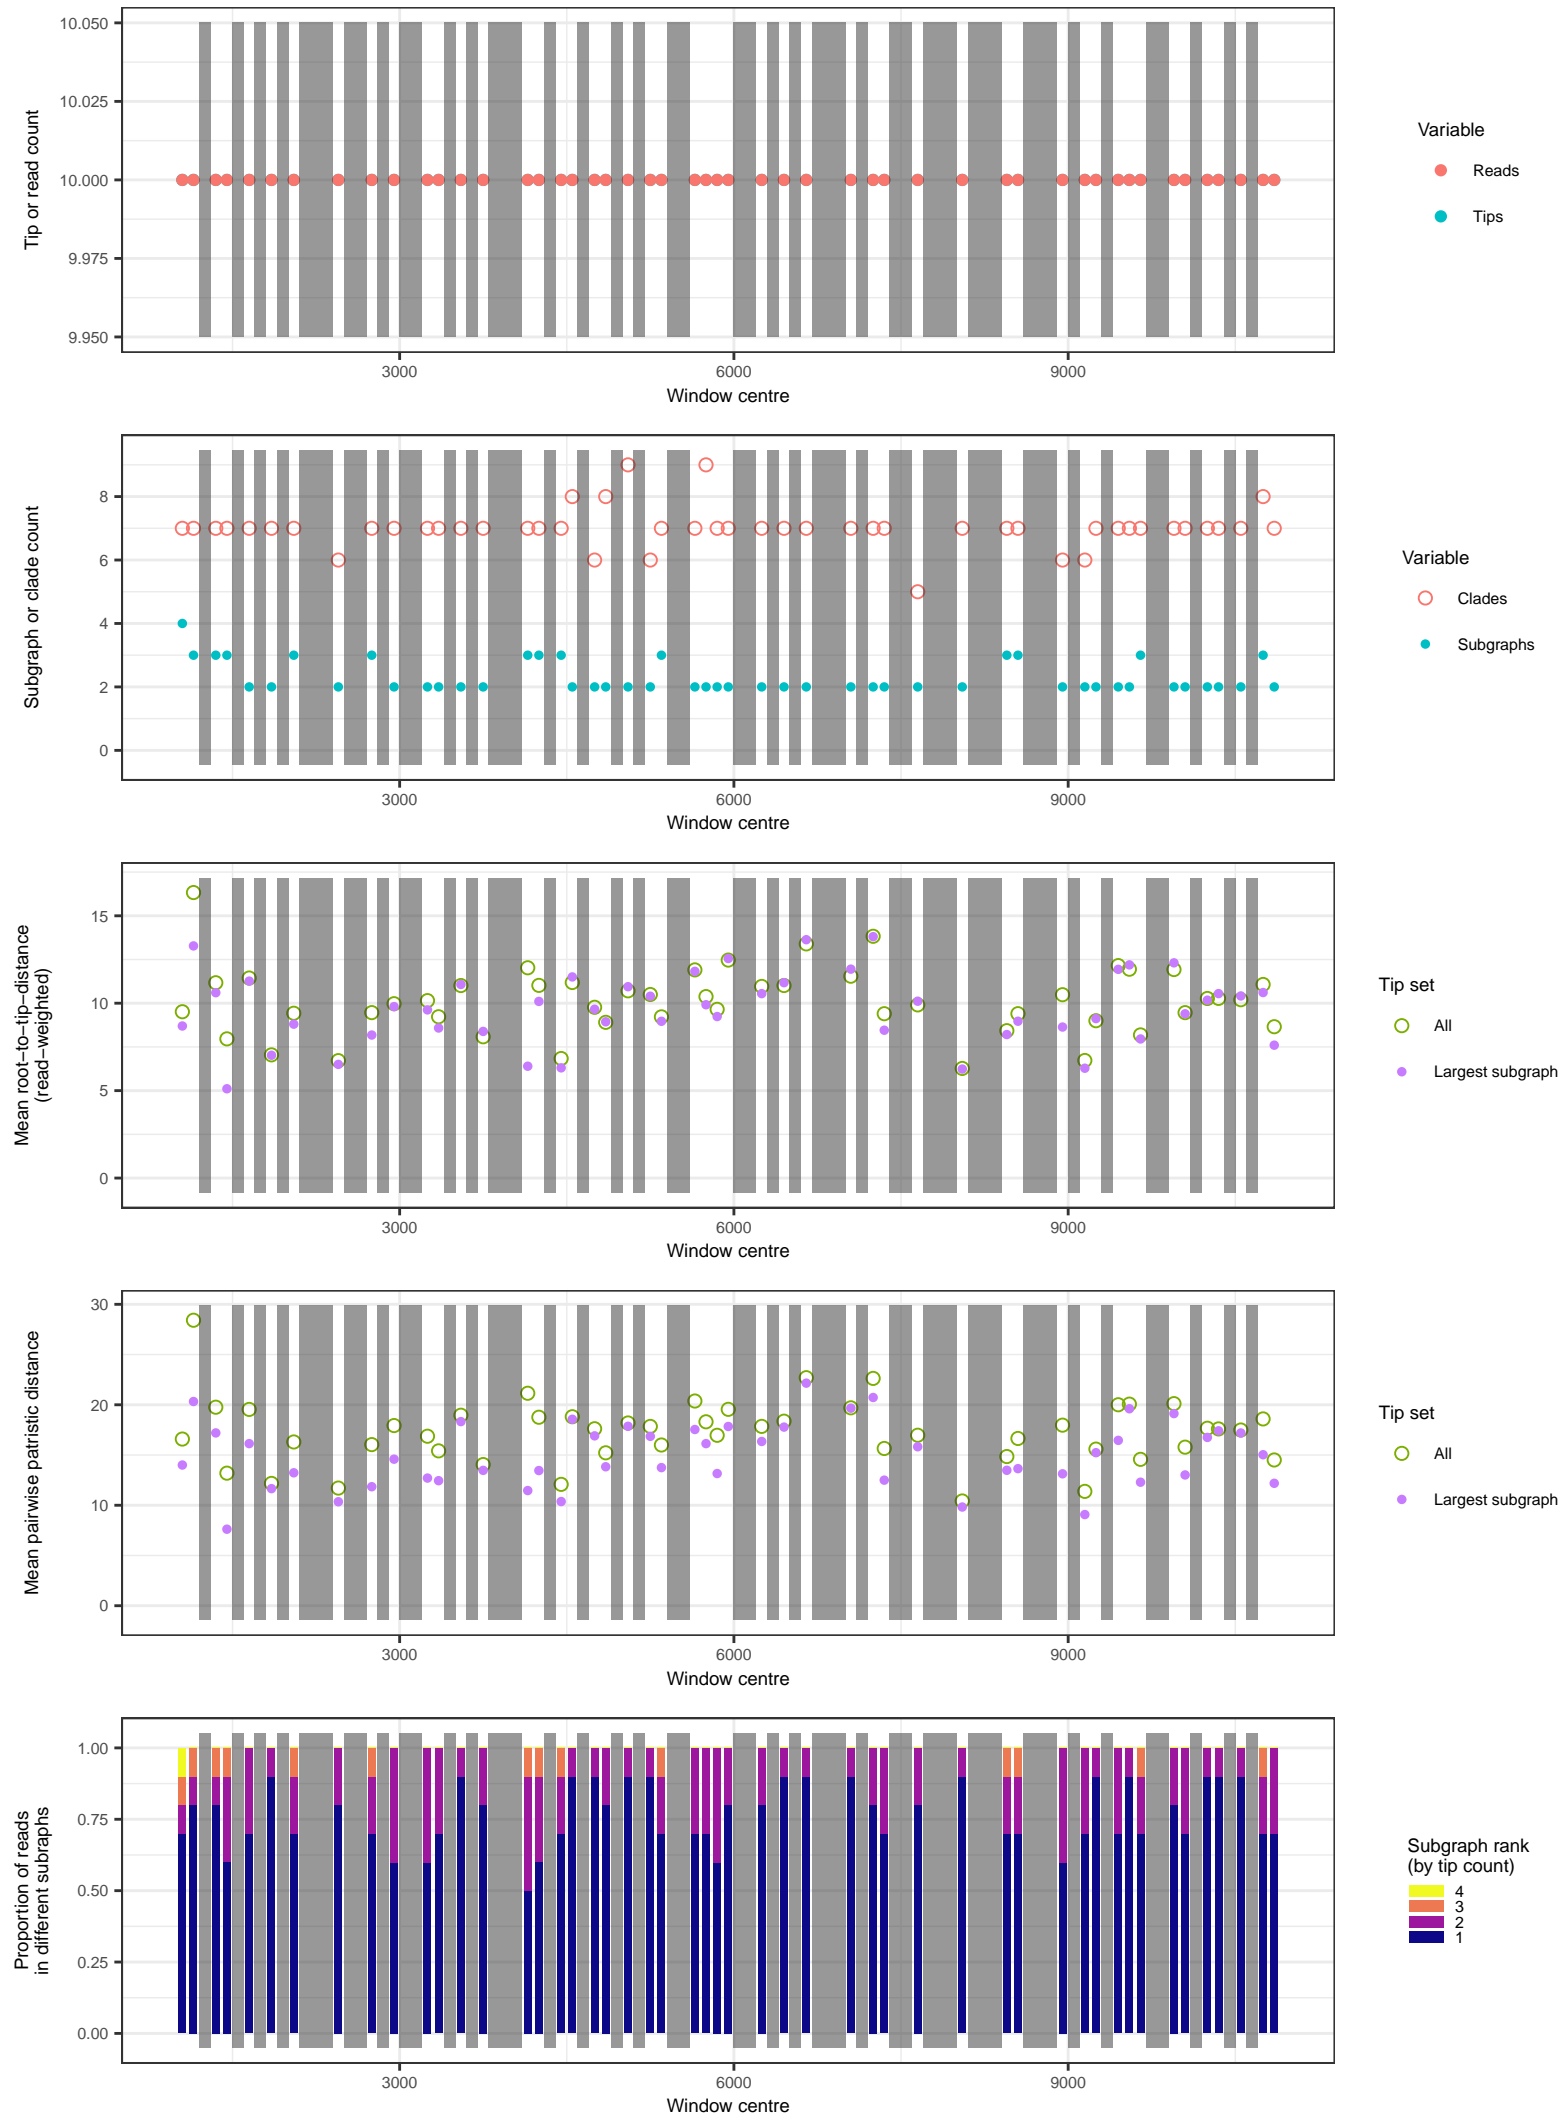 10.050
10.025
10.000
9.975
9.950
Tip or read count
3000
6000
9000
Window centre
Variable
Reads
Tips
8
6
4
2
0
Subgraph or clade count
3000
6000
9000
Window centre
Variable
Clades
Subgraphs
15
10
5
0
Mean root−to−tip−distance
(read−weighted)
3000
6000
9000
Window centre
Tip set
All
Largest subgraph
30
20
10
0
Mean pairwise patristic distance
3000
6000
9000
Window centre
Tip set
All
Largest subgraph
1.00
0.75
0.50
0.25
0.00
Proportion of reads
in different subraphs
3000
6000
9000
Window centre
Subgraph rank
(by tip count)
4
3
2
1